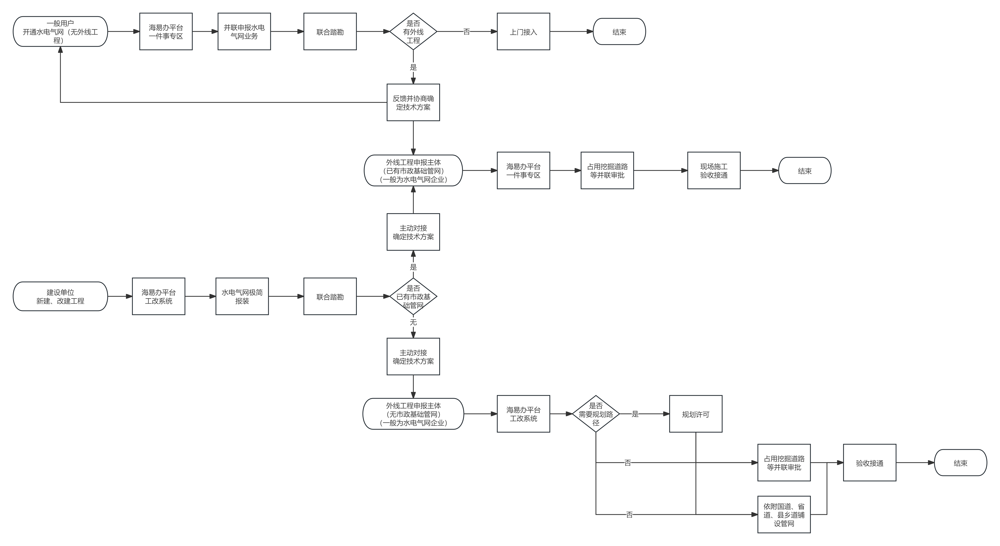 一般用户
开通水电气网（无外线工
程）
海易办平台
一件事专区
并联申报水电
气网业务
联合踏勘
是否
有外线
工程
否
上门接入
结束
是
反馈并协商确
定技术方案
外线工程申报主体
（已有市政基础管网）
（一般为水电气网企业）
海易办平台
一件事专区
占用挖掘道路
等并联审批
现场施工
验收接通
结束
主动对接
确定技术方案
是
建设单位
新建、改建工程
海易办平台
工改系统
水电气网极简
报装
联合踏勘
是否
已有市政基
础管网
无
主动对接
确定技术方案
外线工程申报主体
（无市政基础管网）
（一般为水电气网企业）
海易办平台
工改系统
是否
需要规划路
径
是
规划许可
否
占用挖掘道路
等并联审批
验收接通
结束
否
依附国道、省
道、县乡道铺
设管网